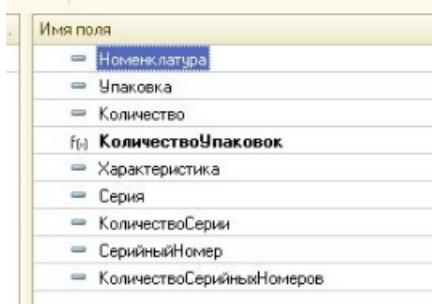 Имя поля
Номенклатура
Упаковка
Количество
f(x) КоличествоУпаковок
Характеристика
Серия
КоличествоСерии
СерийныйНомер
КоличествоСерийныхНомеров